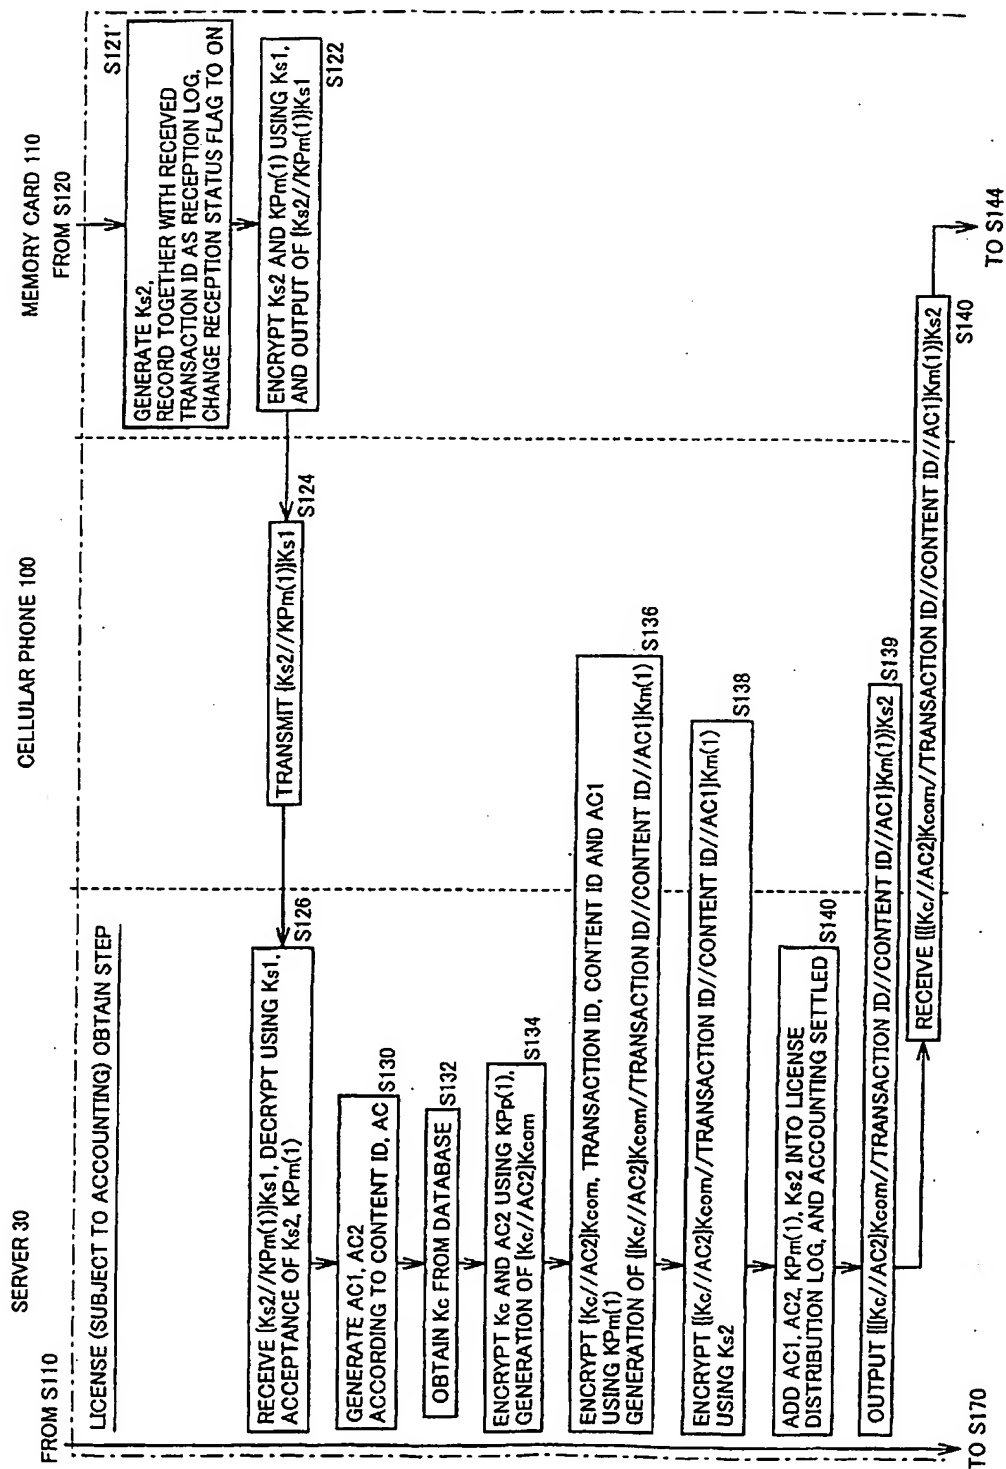 SERVER 30
CELLULAR PHONE 100
MEMORY CARD 110
FROM S110
FROM S120
LICENSE (SUBJECT TO ACCOUNTING) OBTAIN STEP
S121'
GENERATE Ks2,
RECORD TOGETHER WITH RECEIVED
TRANSACTION ID AS RECEPTION LOG,
CHANGE RECEPTION STATUS FLAG TO ON
ENCRYPT Ks2 AND KPm(1) USING Ks1,
AND OUTPUT OF {Ks2//KPm(1)}Ks1
S122
TRANSMIT {Ks2//KPm(1)}Ks1
S124
RECEIVE {Ks2//KPm(1)}Ks1, DECRYPT USING Ks1,
ACCEPTANCE OF Ks2, KPm(1)
S126
GENERATE AC1, AC2
ACCORDING TO CONTENT ID, AC
S130
OBTAIN Kc FROM DATABASE
S132
ENCRYPT Kc AND AC2 USING KPp(1),
GENERATION OF {Kc//AC2}Kcom
S134
ENCRYPT {Kc//AC2}Kcom, TRANSACTION ID, CONTENT ID AND AC1
USING KPm(1)
GENERATION OF {{Kc//AC2}Kcom//TRANSACTION ID//CONTENT ID//AC1}Km(1)
S136
ENCRYPT {{Kc//AC2}Kcom//TRANSACTION ID//CONTENT ID//AC1}Km(1)
USING Ks2
S138
ADD AC1, AC2, KPm(1), Ks2 INTO LICENSE
DISTRIBUTION LOG, AND ACCOUNTING SETTLED
S140
OUTPUT {{{Kc//AC2}Kcom//TRANSACTION ID//CONTENT ID//AC1}Km(1)}Ks2
S139
RECEIVE {{{Kc//AC2}Kcom//TRANSACTION ID//CONTENT ID//AC1}Km(1)}Ks2
S140
TO S170
TO S144